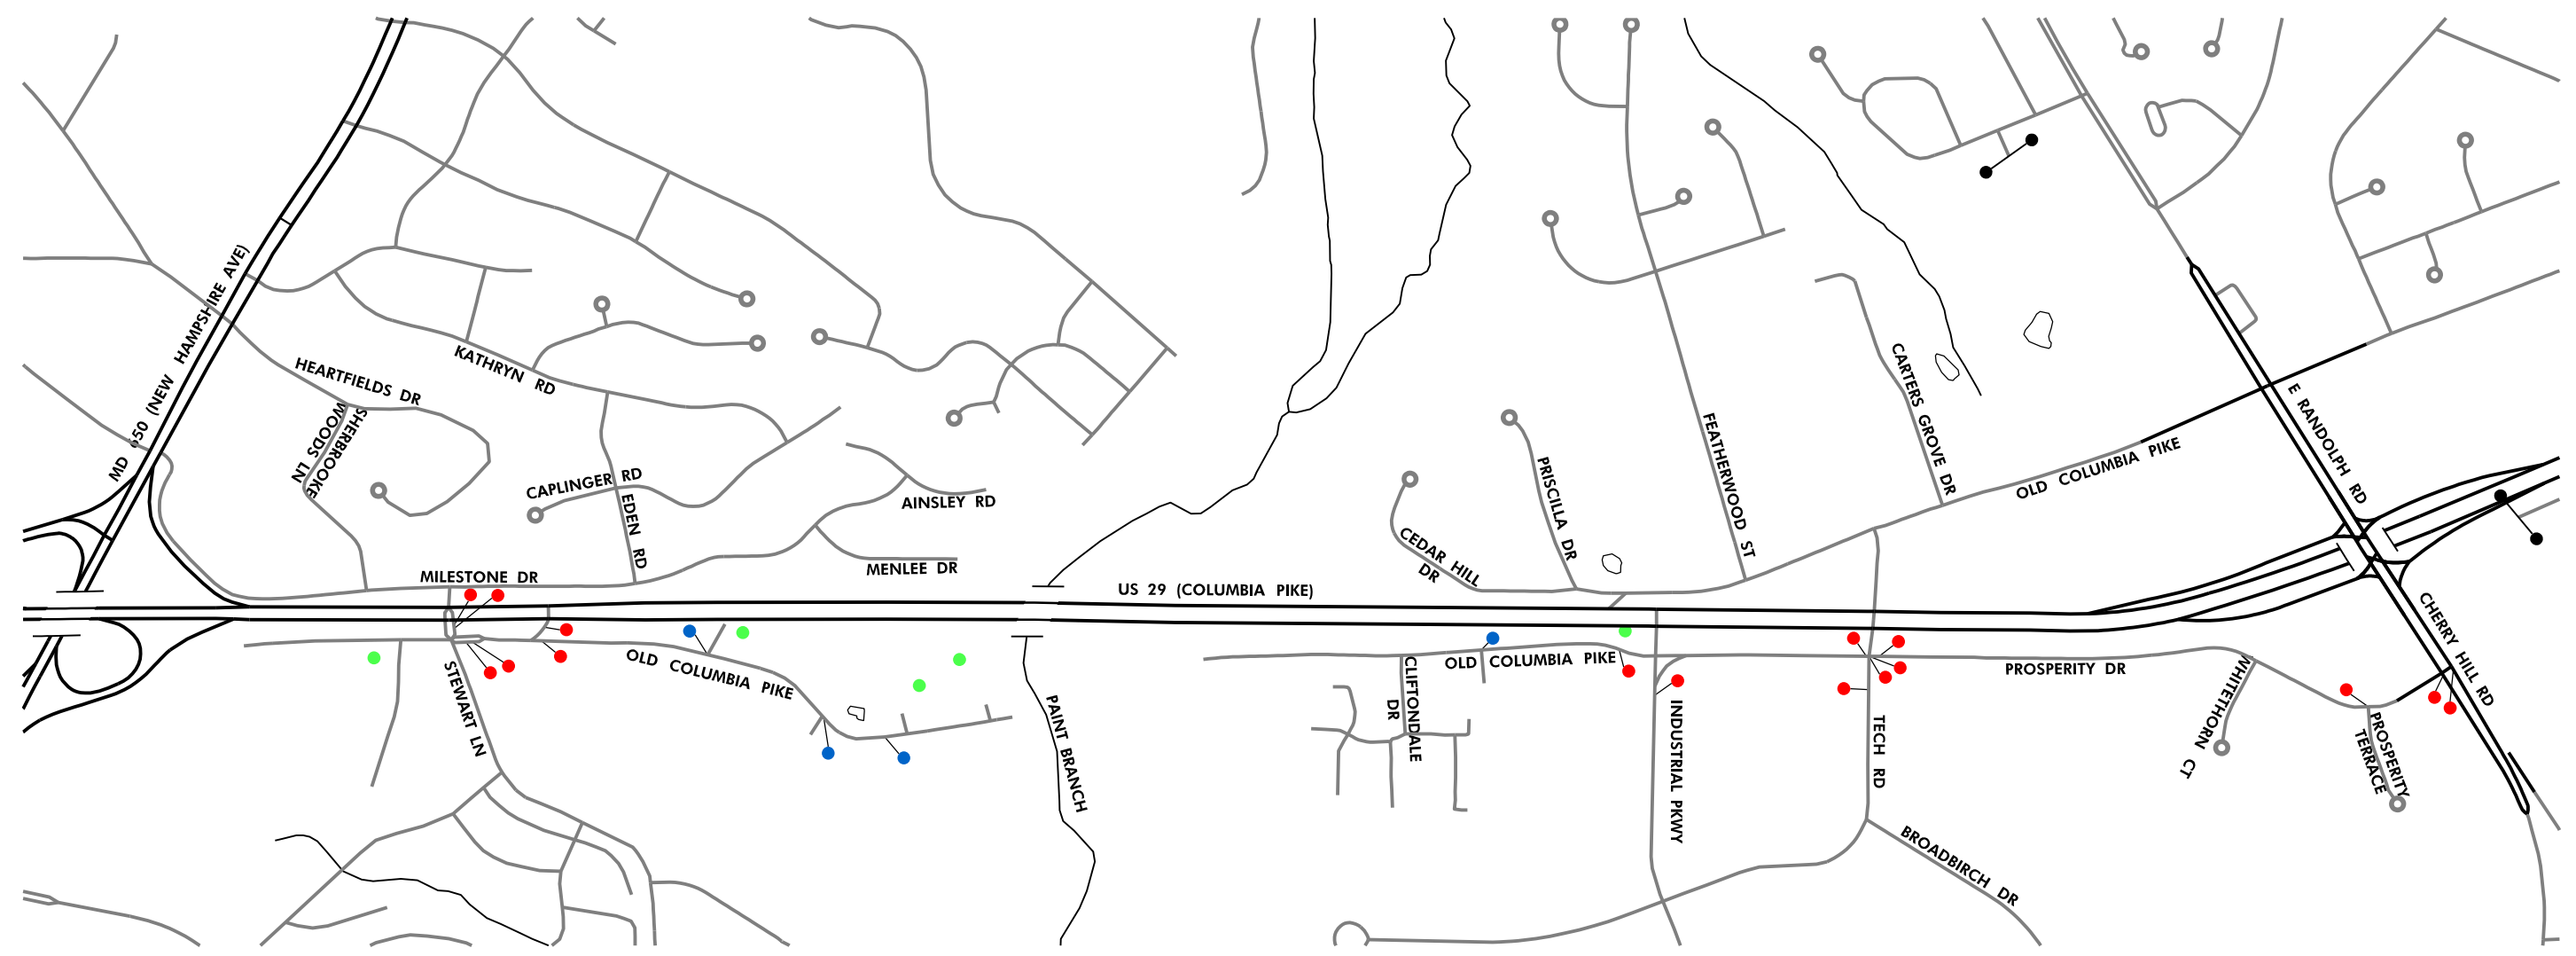 MD 650 (NEW HAMPSHIRE AVE)
HEARTFIELDS DR
KATHRYN RD
SHERBROOKE
WOODS LN
CAPLINGER RD
EDEN RD
AINSLEY RD
MENLEE DR
MILESTONE DR
US 29 (COLUMBIA PIKE)
STEWART LN
OLD COLUMBIA PIKE
PAINT BRANCH
CEDAR HILL
DR
PRISCILLA DR
FEATHERWOOD ST
CARTERS GROVE DR
OLD COLUMBIA PIKE
E RANDOLPH RD
CHERRY HILL RD
OLD COLUMBIA PIKE
CLIFTONDALE
DR
INDUSTRIAL PKWY
TECH RD
PROSPERITY DR
WHITETHORN CT
PROSPERITY
TERRACE
BROADBIRCH DR